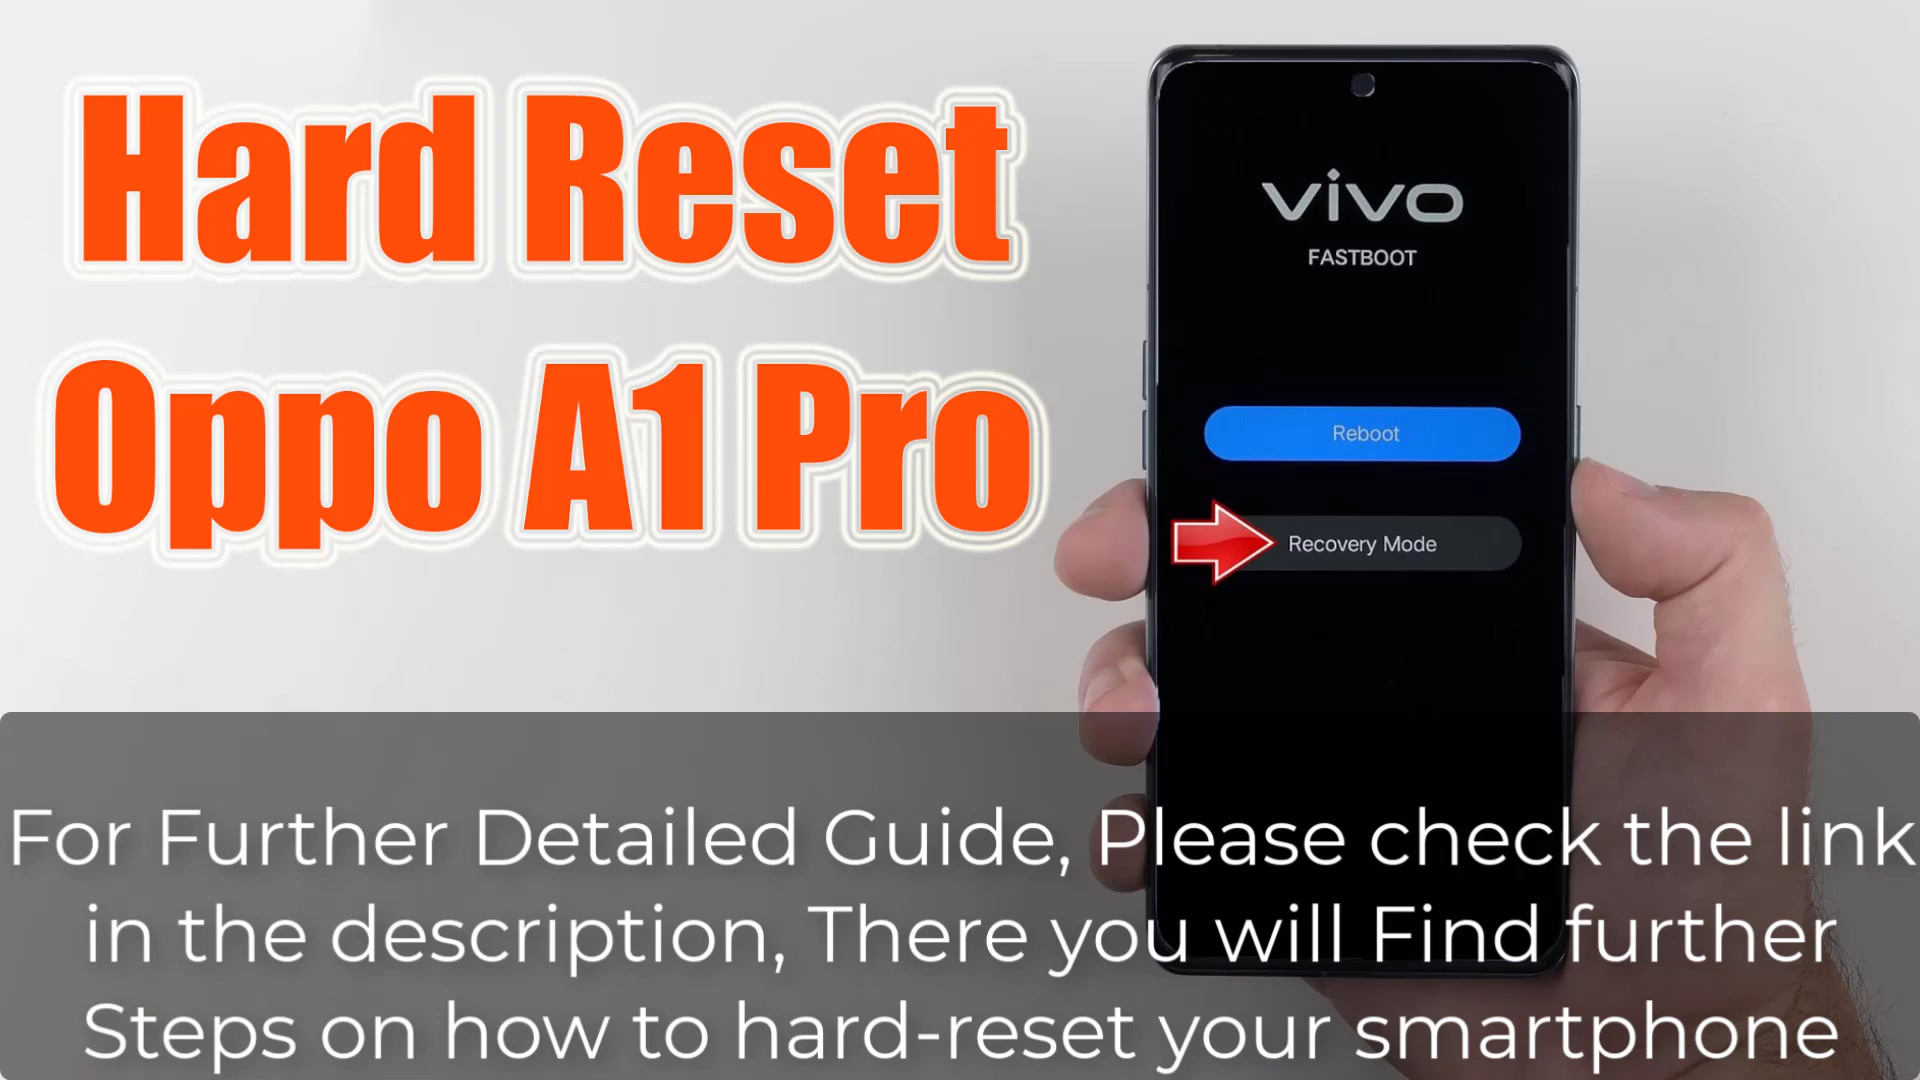 Hard Reset
Oppo A1 Pro
vivo
FASTBOOT
Reboot
Recovery Mode
For Further Detailed Guide, Please check the link
in the description, There you will Find further
Steps on how to hard-reset your smartphone